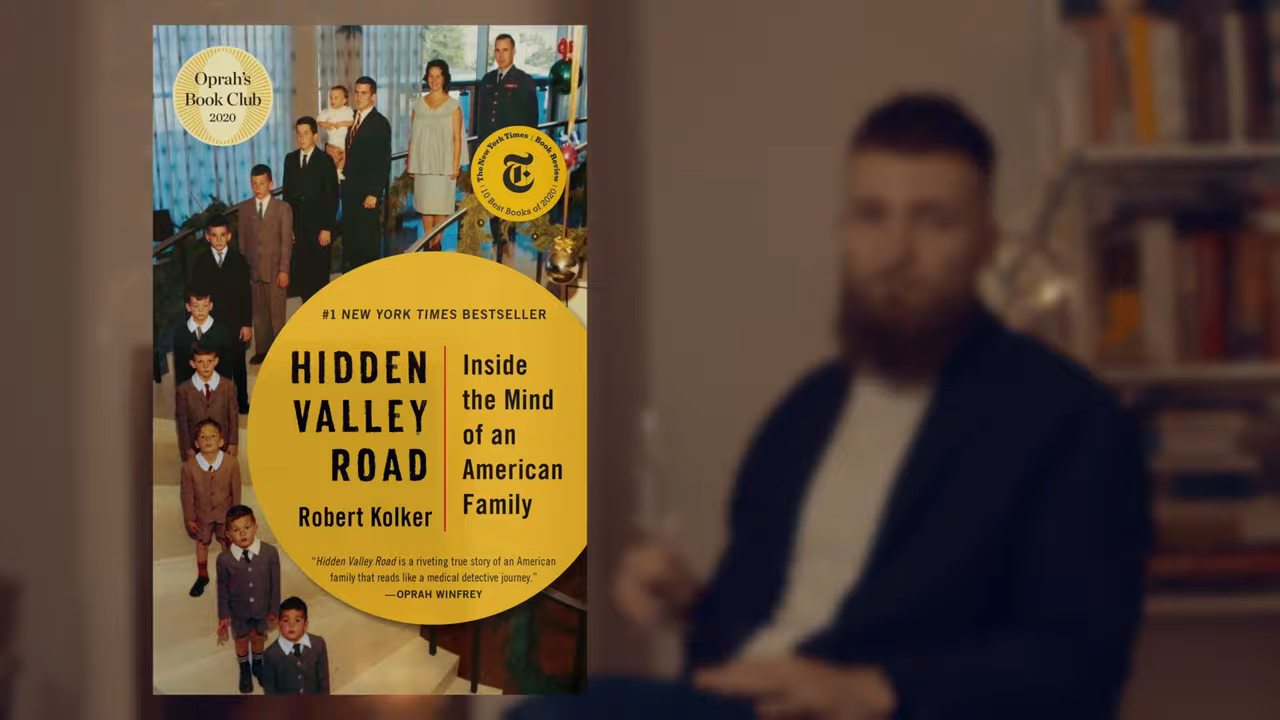 Oprah's
Book Club
2020
The New York Times | Book Review
10 Best Books of 2020
#1 NEW YORK TIMES BESTSELLER
HIDDEN
VALLEY
ROAD
Robert Kolker
Inside
the Mind
of an
American
Family
“Hidden Valley Road is a riveting true story of an American
family that reads like a medical detective journey.”
—OPRAH WINFREY